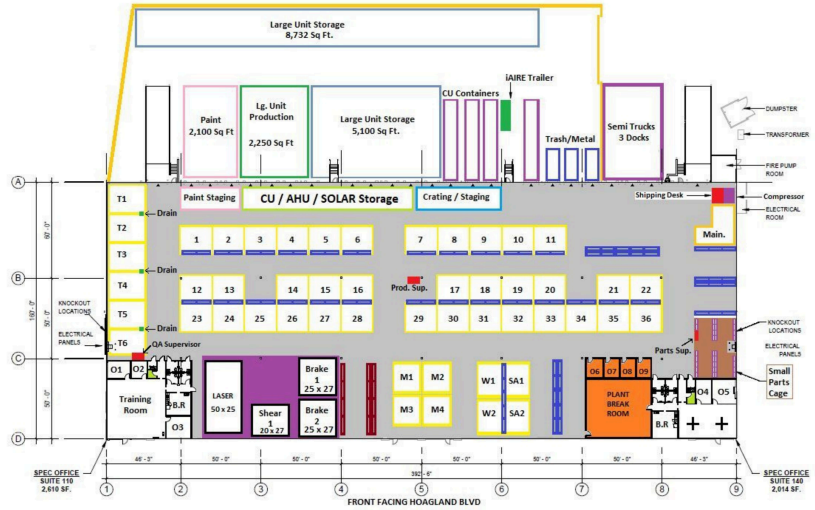 Large Unit Storage
8,732 Sq Ft.
iAIRE Trailer
CU Containers
Paint
2,100 Sq Ft
Lg. Unit
Production
2,250 Sq Ft
Large Unit Storage
5,100 Sq Ft.
Trash/Metal
Semi Trucks
3 Docks
DUMPSTER
TRANSFORMER
FIRE PUMP
ROOM
A
Paint Staging
CU / AHU / SOLAR Storage
Crating / Staging
Shipping Desk
Compressor
ELECTRICAL
ROOM
Main.
T1
Drain
T2
T3
Drain
T4
T5
Drain
T6
QA Supervisor
1
2
3
4
5
6
7
8
9
10
11
60'- 0"
B
160'- 0"
50'- 0"
12
13
14
15
16
Prod. Sup.
17
18
19
20
21
22
23
24
25
26
27
28
29
30
31
32
33
34
35
36
KNOCKOUT
LOCATIONS
ELECTRICAL
PANELS
KNOCKOUT
LOCATIONS
Parts Sup.
ELECTRICAL
PANELS
Small
Parts
Cage
C
O1
O2
Training
Room
B.R
O3
LASER
50 x 25
Shear
1
20 x 27
Brake
1
25 x 27
Brake
2
25 x 27
M1
M2
M3
M4
W1
SA1
W2
SA2
O6
O7
O8
O9
PLANT
BREAK
ROOM
B.R
O4
O5
50'- 0"
D
46' - 5"
50'- 0"
50'- 0"
50'- 0"
50'- 0"
50'- 0"
50'- 0"
46' - 3"
392' - 6"
SPEC OFFICE
SUITE 110
2,610 SF.
SPEC OFFICE
SUITE 140
2,014 SF.
1
2
3
4
5
6
7
8
9
FRONT FACING HOAGLAND BLVD